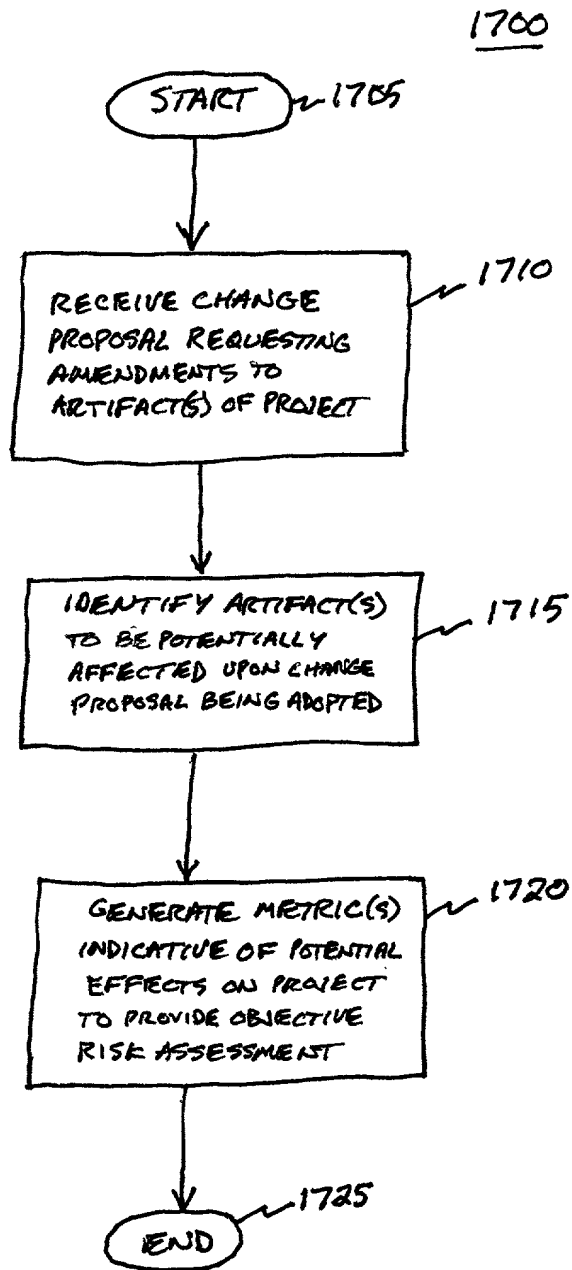 1700
START
1705
RECEIVE CHANGE
PROPOSAL REQUESTING
AMENDMENTS TO
ARTIFACT(S) OF PROJECT
1710
IDENTIFY ARTIFACT(S)
TO BE POTENTIALLY
AFFECTED UPON CHANGE
PROPOSAL BEING ADOPTED
1715
GENERATE METRIC(S)
INDICATIVE OF POTENTIAL
EFFECTS ON PROJECT
TO PROVIDE OBJECTIVE
RISK ASSESSMENT
1720
END
1725